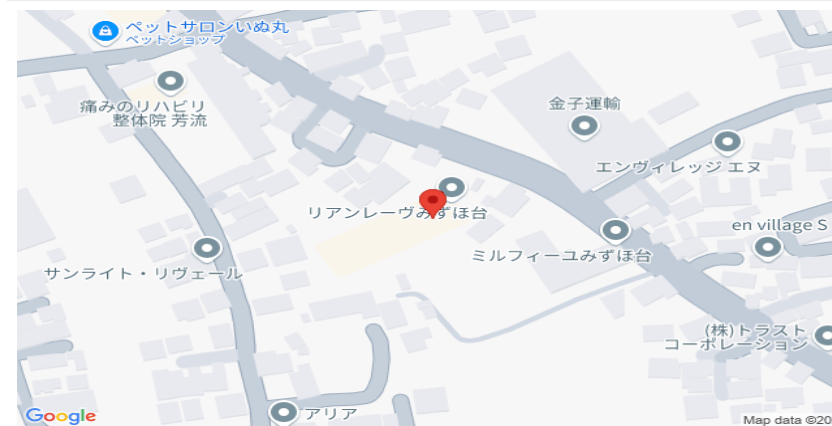 ペットサロンいぬ丸
ペットショップ
痛みのリハビリ
整体院 芳流
金子運輸
エンヴィレッジ エヌ
リアンレーヴみずほ台
en village S
ミルフィーユみずほ台
サンライト・リヴェール
(株)トラスト
コーポレーション
アリア
Google
Map data ©20